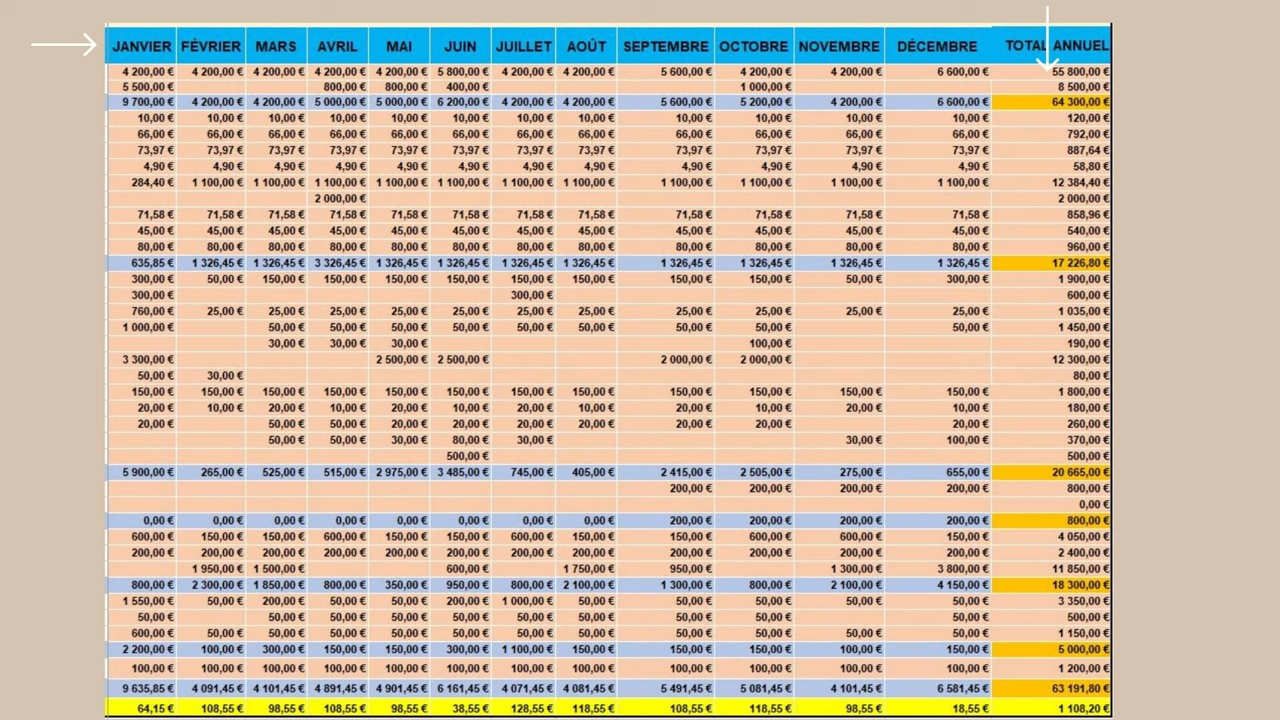 JANVIER FÉVRIER MARS AVRIL MAI JUIN JUILLET AOÛT SEPTEMBRE OCTOBRE NOVEMBRE DÉCEMBRE TOTAL ANNUEL
4 200,00 € 4 200,00 € 4 200,00 € 4 200,00 € 4 200,00 € 5 800,00 € 4 200,00 € 4 200,00 € 5 600,00 € 4 200,00 € 4 200,00 € 6 600,00 € 55 800,00 €
5 500,00 € 800,00 € 800,00 € 400,00 € 1 000,00 € 8 500,00 €
9 700,00 € 4 200,00 € 4 200,00 € 5 000,00 € 5 000,00 € 6 200,00 € 4 200,00 € 4 200,00 € 5 600,00 € 5 200,00 € 4 200,00 € 6 600,00 € 64 300,00 €
10,00 € 10,00 € 10,00 € 10,00 € 10,00 € 10,00 € 10,00 € 10,00 € 10,00 € 10,00 € 10,00 € 10,00 € 120,00 €
66,00 € 66,00 € 66,00 € 66,00 € 66,00 € 66,00 € 66,00 € 66,00 € 66,00 € 66,00 € 66,00 € 66,00 € 792,00 €
73,97 € 73,97 € 73,97 € 73,97 € 73,97 € 73,97 € 73,97 € 73,97 € 73,97 € 73,97 € 73,97 € 73,97 € 887,64 €
4,90 € 4,90 € 4,90 € 4,90 € 4,90 € 4,90 € 4,90 € 4,90 € 4,90 € 4,90 € 4,90 € 4,90 € 58,80 €
284,40 € 1 100,00 € 1 100,00 € 1 100,00 € 1 100,00 € 1 100,00 € 1 100,00 € 1 100,00 € 1 100,00 € 1 100,00 € 1 100,00 € 1 100,00 € 12 384,40 €
2 000,00 € 2 000,00 €
71,58 € 71,58 € 71,58 € 71,58 € 71,58 € 71,58 € 71,58 € 71,58 € 71,58 € 71,58 € 71,58 € 71,58 € 858,96 €
45,00 € 45,00 € 45,00 € 45,00 € 45,00 € 45,00 € 45,00 € 45,00 € 45,00 € 45,00 € 45,00 € 45,00 € 540,00 €
80,00 € 80,00 € 80,00 € 80,00 € 80,00 € 80,00 € 80,00 € 80,00 € 80,00 € 80,00 € 80,00 € 80,00 € 960,00 €
635,85 € 1 326,45 € 1 326,45 € 3 326,45 € 1 326,45 € 1 326,45 € 1 326,45 € 1 326,45 € 1 326,45 € 1 326,45 € 1 326,45 € 1 326,45 € 17 226,80 €
300,00 € 50,00 € 150,00 € 150,00 € 150,00 € 150,00 € 150,00 € 150,00 € 150,00 € 150,00 € 50,00 € 300,00 € 1 900,00 €
300,00 € 300,00 € 600,00 €
760,00 € 25,00 € 25,00 € 25,00 € 25,00 € 25,00 € 25,00 € 25,00 € 25,00 € 25,00 € 25,00 € 25,00 € 1 035,00 €
1 000,00 € 50,00 € 50,00 € 50,00 € 50,00 € 50,00 € 50,00 € 50,00 € 50,00 € 50,00 € 1 450,00 €
30,00 € 30,00 € 30,00 € 100,00 € 190,00 €
3 300,00 € 2 500,00 € 2 500,00 € 2 000,00 € 2 000,00 € 12 300,00 €
50,00 € 30,00 € 80,00 €
150,00 € 150,00 € 150,00 € 150,00 € 150,00 € 150,00 € 150,00 € 150,00 € 150,00 € 150,00 € 150,00 € 150,00 € 1 800,00 €
20,00 € 10,00 € 20,00 € 10,00 € 20,00 € 10,00 € 20,00 € 10,00 € 20,00 € 10,00 € 20,00 € 10,00 € 180,00 €
20,00 € 50,00 € 50,00 € 20,00 € 20,00 € 20,00 € 20,00 € 20,00 € 20,00 € 20,00 € 260,00 €
50,00 € 50,00 € 30,00 € 80,00 € 30,00 € 30,00 € 100,00 € 370,00 €
500,00 € 500,00 €
5 900,00 € 265,00 € 525,00 € 515,00 € 2 975,00 € 3 485,00 € 745,00 € 405,00 € 2 415,00 € 2 505,00 € 275,00 € 655,00 € 20 665,00 €
200,00 € 200,00 € 200,00 € 200,00 € 800,00 €
0,00 €
0,00 € 0,00 € 0,00 € 0,00 € 0,00 € 0,00 € 0,00 € 0,00 € 200,00 € 200,00 € 200,00 € 200,00 € 800,00 €
600,00 € 150,00 € 150,00 € 600,00 € 150,00 € 150,00 € 600,00 € 150,00 € 150,00 € 600,00 € 600,00 € 150,00 € 4 050,00 €
200,00 € 200,00 € 200,00 € 200,00 € 200,00 € 200,00 € 200,00 € 200,00 € 200,00 € 200,00 € 200,00 € 200,00 € 2 400,00 €
1 950,00 € 1 500,00 € 600,00 € 1 750,00 € 950,00 € 1 300,00 € 3 800,00 € 11 850,00 €
800,00 € 2 300,00 € 1 850,00 € 800,00 € 350,00 € 950,00 € 800,00 € 2 100,00 € 1 300,00 € 800,00 € 2 100,00 € 4 150,00 € 18 300,00 €
1 550,00 € 50,00 € 200,00 € 50,00 € 50,00 € 200,00 € 1 000,00 € 50,00 € 50,00 € 50,00 € 50,00 € 50,00 € 3 350,00 €
50,00 € 50,00 € 50,00 € 50,00 € 50,00 € 50,00 € 50,00 € 50,00 € 50,00 € 50,00 € 500,00 €
600,00 € 50,00 € 50,00 € 50,00 € 50,00 € 50,00 € 50,00 € 50,00 € 50,00 € 50,00 € 50,00 € 50,00 € 1 150,00 €
2 200,00 € 100,00 € 300,00 € 150,00 € 150,00 € 300,00 € 1 100,00 € 150,00 € 150,00 € 150,00 € 100,00 € 150,00 € 5 000,00 €
100,00 € 100,00 € 100,00 € 100,00 € 100,00 € 100,00 € 100,00 € 100,00 € 100,00 € 100,00 € 100,00 € 100,00 € 1 200,00 €
9 635,85 € 4 091,45 € 4 101,45 € 4 891,45 € 4 901,45 € 6 161,45 € 4 071,45 € 4 081,45 € 5 491,45 € 5 081,45 € 4 101,45 € 6 581,45 € 63 191,80 €
64,15 € 108,55 € 98,55 € 108,55 € 98,55 € 38,55 € 128,55 € 118,55 € 108,55 € 118,55 € 98,55 € 18,55 € 1 108,20 €